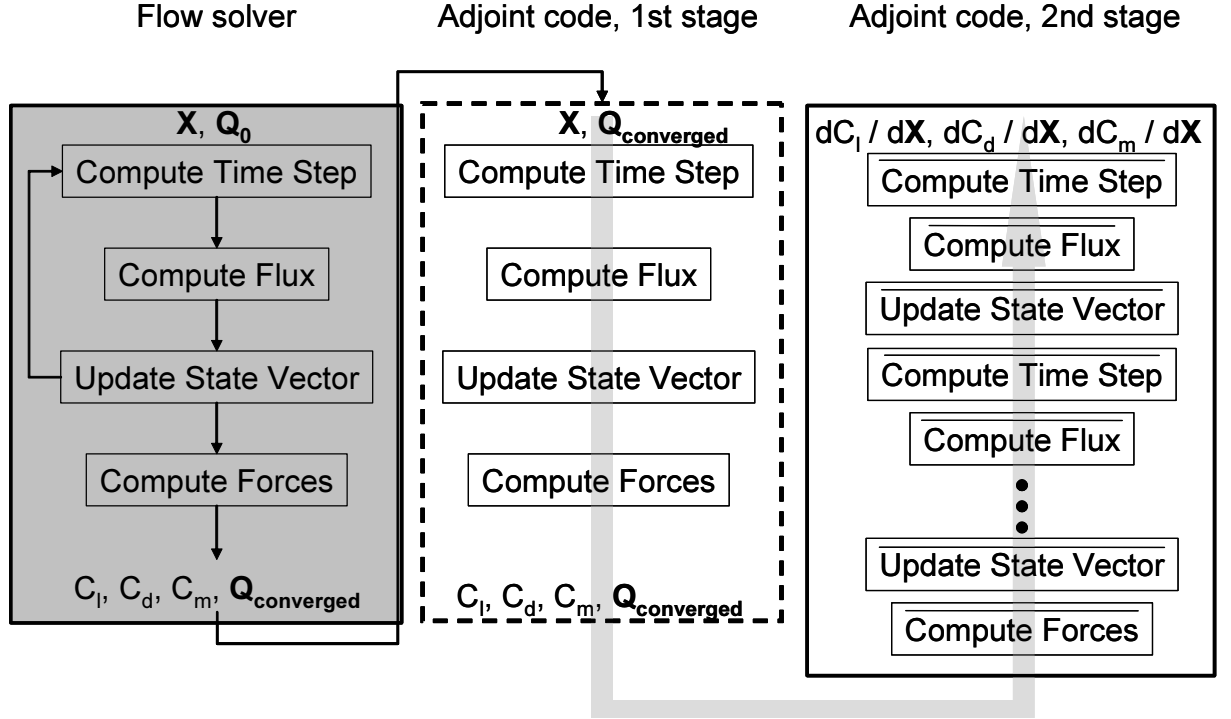 Flow solver
X, Q0
Compute Time Step
Compute Flux
Update State Vector
Compute Forces
Cl, Cd, Cm, Qconverged
Adjoint code, 1st stage
X, Qconverged
Compute Time Step
Compute Flux
Update State Vector
Compute Forces
Cl, Cd, Cm, Qconverged
Adjoint code, 2nd stage
dCl / dX, dCd / dX, dCm / dX
Compute Time Step
Compute Flux
Update State Vector
Compute Time Step
Compute Flux
Update State Vector
Compute Forces